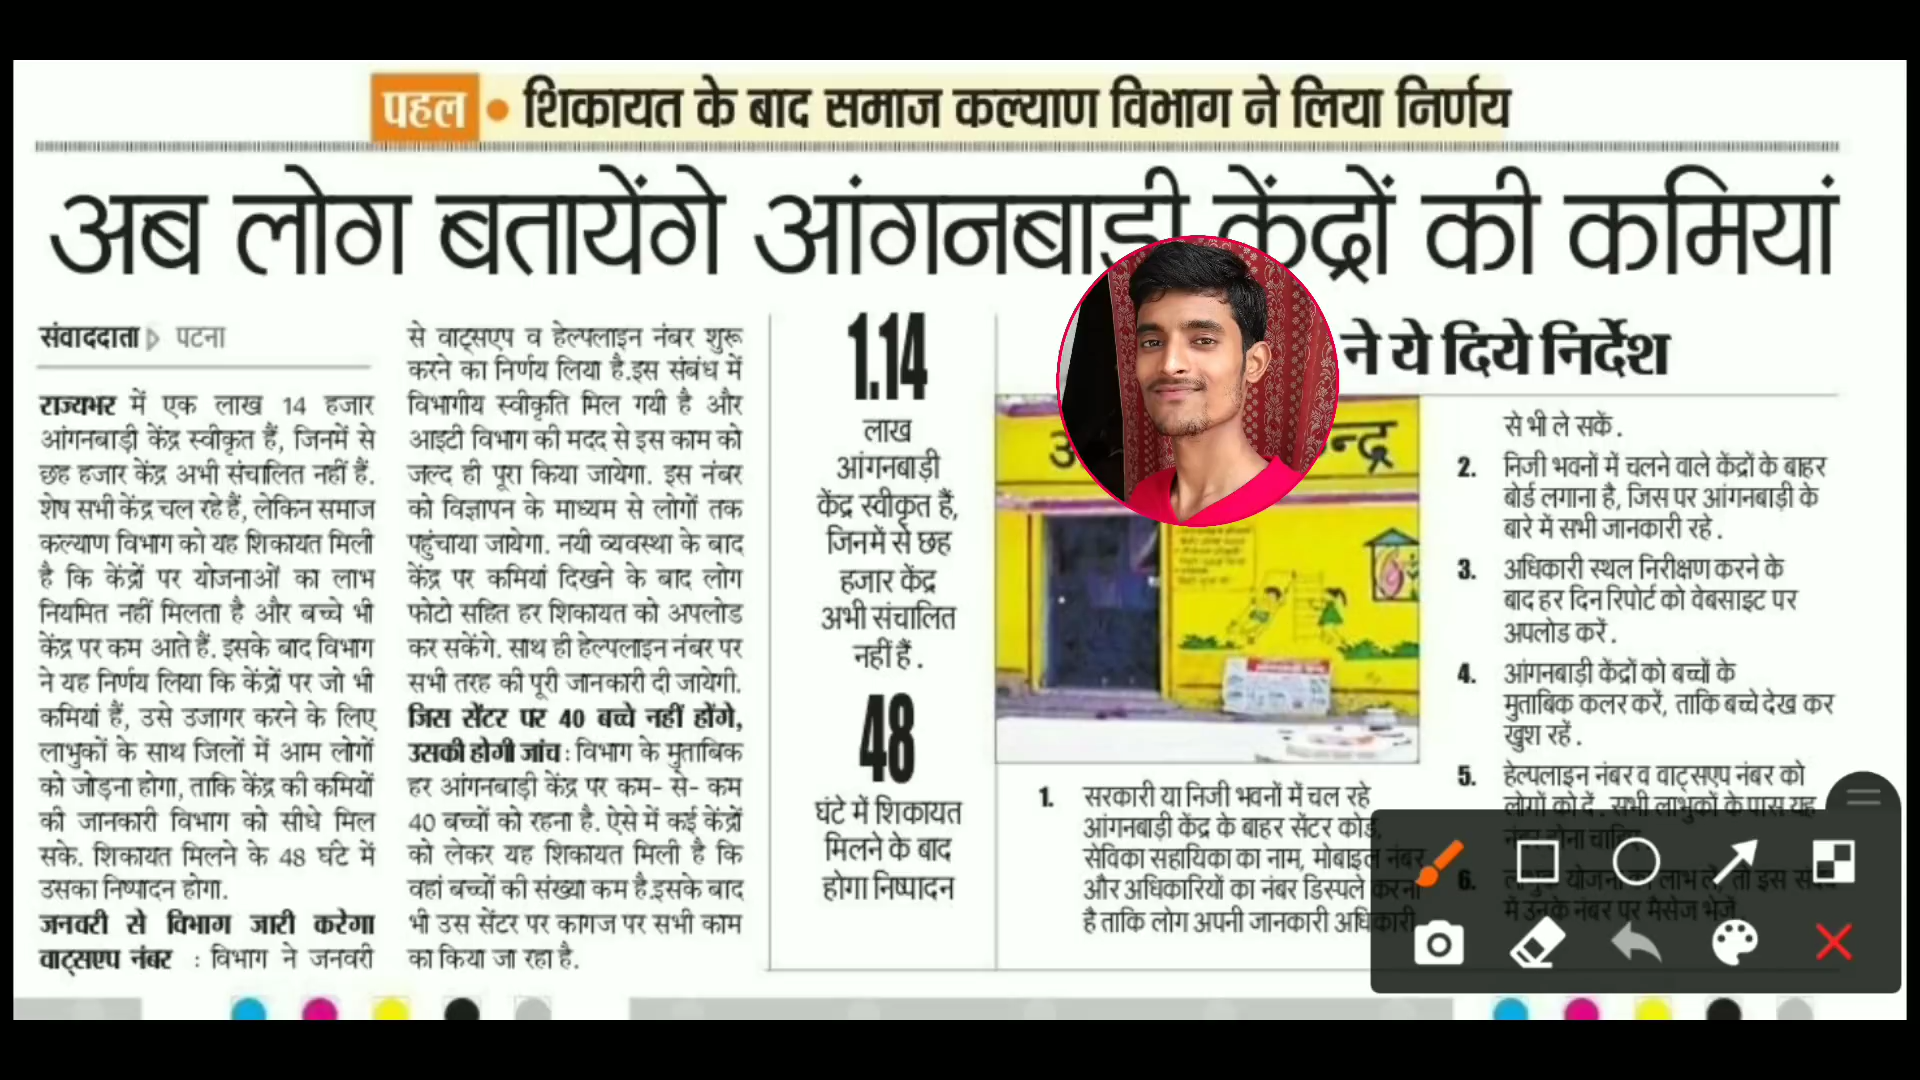 पहल • शिकायत के बाद समाज कल्याण विभाग ने लिया निर्णय
अब लोग बतायेंगे आंगनबाड़ी केंद्रों की कमियां
संवाददाता ▷ पटना
राज्यभर में एक लाख 14 हजार
आंगनबाड़ी केंद्र स्वीकृत हैं, जिनमें से
छह हजार केंद्र अभी संचालित नहीं हैं.
शेष सभी केंद्र चल रहे हैं, लेकिन समाज
कल्याण विभाग को यह शिकायत मिली
है कि केंद्रों पर योजनाओं का लाभ
नियमित नहीं मिलता है और बच्चे भी
केंद्र पर कम आते हैं. इसके बाद विभाग
ने यह निर्णय लिया कि केंद्रों पर जो भी
कमियां हैं, उसे उजागर करने के लिए
लाभुकों के साथ जिलों में आम लोगों
को जोड़ना होगा, ताकि केंद्र की कमियों
की जानकारी विभाग को सीधे मिल
सके. शिकायत मिलने के 48 घंटे में
उसका निष्पादन होगा.
जनवरी से विभाग जारी करेगा
वाट्सएप नंबर : विभाग ने जनवरी
से वाट्सएप व हेल्पलाइन नंबर शुरू
करने का निर्णय लिया है.इस संबंध में
विभागीय स्वीकृति मिल गयी है और
आइटी विभाग की मदद से इस काम को
जल्द ही पूरा किया जायेगा. इस नंबर
को विज्ञापन के माध्यम से लोगों तक
पहुंचाया जायेगा. नयी व्यवस्था के बाद
केंद्र पर कमियां दिखने के बाद लोग
फोटो सहित हर शिकायत को अपलोड
कर सकेंगे. साथ ही हेल्पलाइन नंबर पर
सभी तरह की पूरी जानकारी दी जायेगी.
जिस सेंटर पर 40 बच्चे नहीं होंगे,
उसकी होगी जांच : विभाग के मुताबिक
हर आंगनबाड़ी केंद्र पर कम- से- कम
40 बच्चों को रहना है. ऐसे में कई केंद्रों
को लेकर यह शिकायत मिली है कि
वहां बच्चों की संख्या कम है.इसके बाद
भी उस सेंटर पर कागज पर सभी काम
का किया जा रहा है.
1.14
लाख
आंगनबाड़ी
केंद्र स्वीकृत हैं,
जिनमें से छह
हजार केंद्र
अभी संचालित
नहीं हैं .
48
घंटे में शिकायत
मिलने के बाद
होगा निष्पादन
ने ये दिये निर्देश
1. सरकारी या निजी भवनों में चल रहे
आंगनबाड़ी केंद्र के बाहर सेंटर कोड,
सेविका सहायिका का नाम, मोबाइल नंबर
और अधिकारियों का नंबर डिस्पले करना
है ताकि लोग अपनी जानकारी अधिकारी
से भी ले सकें .
2. निजी भवनों में चलने वाले केंद्रों के बाहर
बोर्ड लगाना है, जिस पर आंगनबाड़ी के
बारे में सभी जानकारी रहे .
3. अधिकारी स्थल निरीक्षण करने के
बाद हर दिन रिपोर्ट को वेबसाइट पर
अपलोड करें .
4. आंगनबाड़ी केंद्रों को बच्चों के
मुताबिक कलर करें, ताकि बच्चे देख कर
खुश रहें .
5. हेल्पलाइन नंबर व वाट्सएप नंबर को
लोगों को दें . सभी लाभुकों के पास यह
नंबर होना चाहिए
6. लाभुक योजना लाभ लें, तो इस
में उनके नंबर पर मैसेज भेजें .